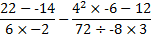 22 − -14 / 6 × −2 − 4² × -6 − 12 / 72 ÷ -8 × 3